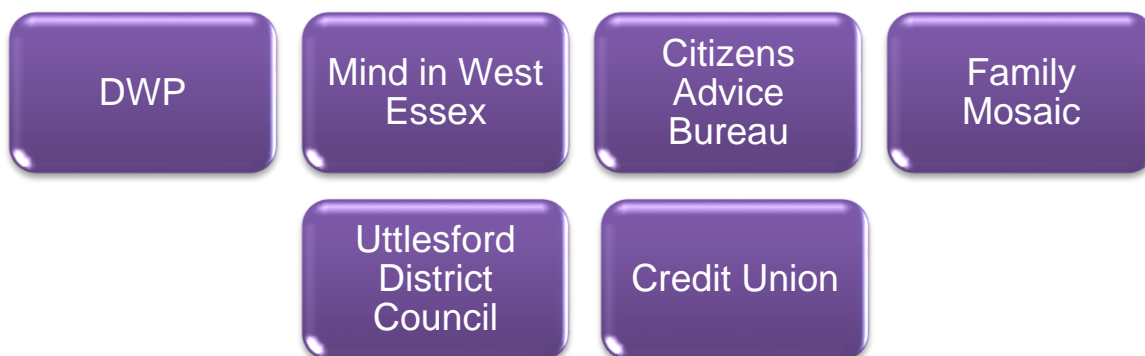 DWP
Mind in West
Essex
Citizens
Advice
Bureau
Family
Mosaic
Uttlesford
District
Council
Credit Union